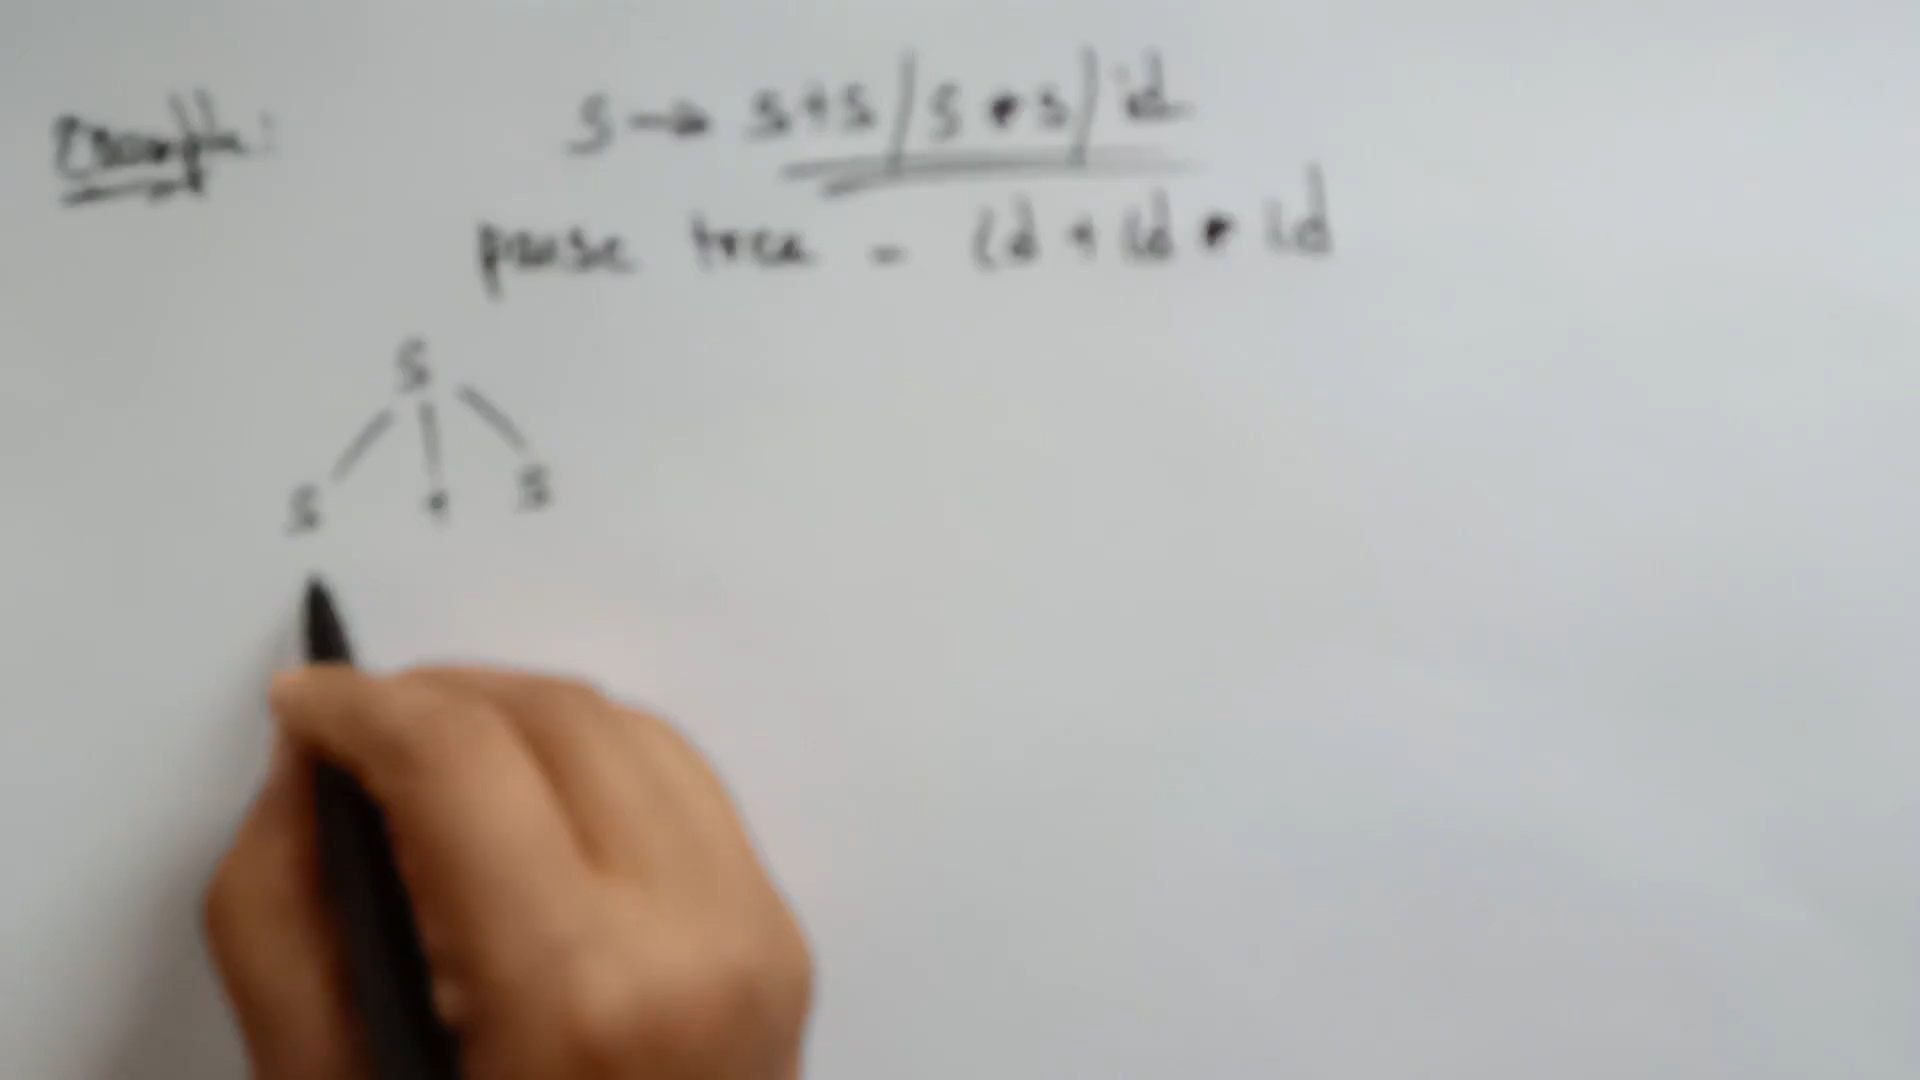 Example:
S → S+S / S * S / id
parse tree - id + id * id
S
S + S